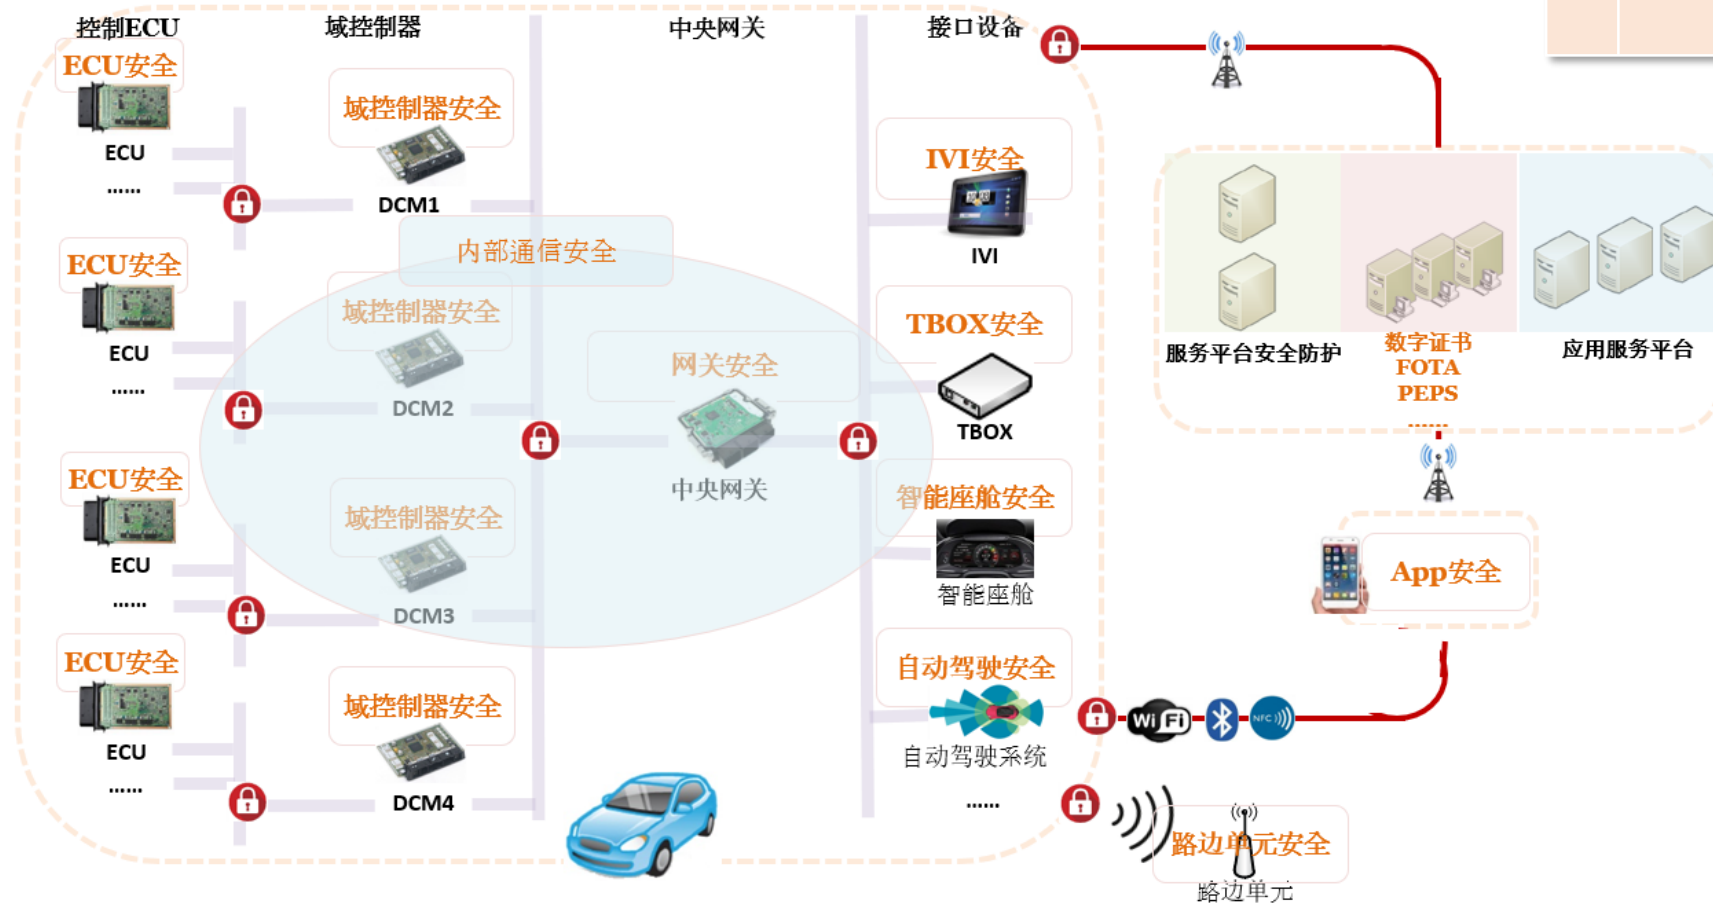 控制ECU
域控制器
中央网关
接口设备
ECU安全
ECU
......
域控制器安全
DCM1
内部通信安全
ECU安全
ECU
......
域控制器安全
DCM2
网关安全
中央网关
ECU安全
ECU
......
域控制器安全
DCM3
ECU安全
ECU
......
域控制器安全
DCM4
IVI安全
IVI
TBOX安全
TBOX
智能座舱安全
智能座舱
自动驾驶安全
自动驾驶系统
......
服务平台安全防护
数字证书
FOTA
PEPS
......
应用服务平台
App安全
WiFi
NFC
路边单元安全
路边单元